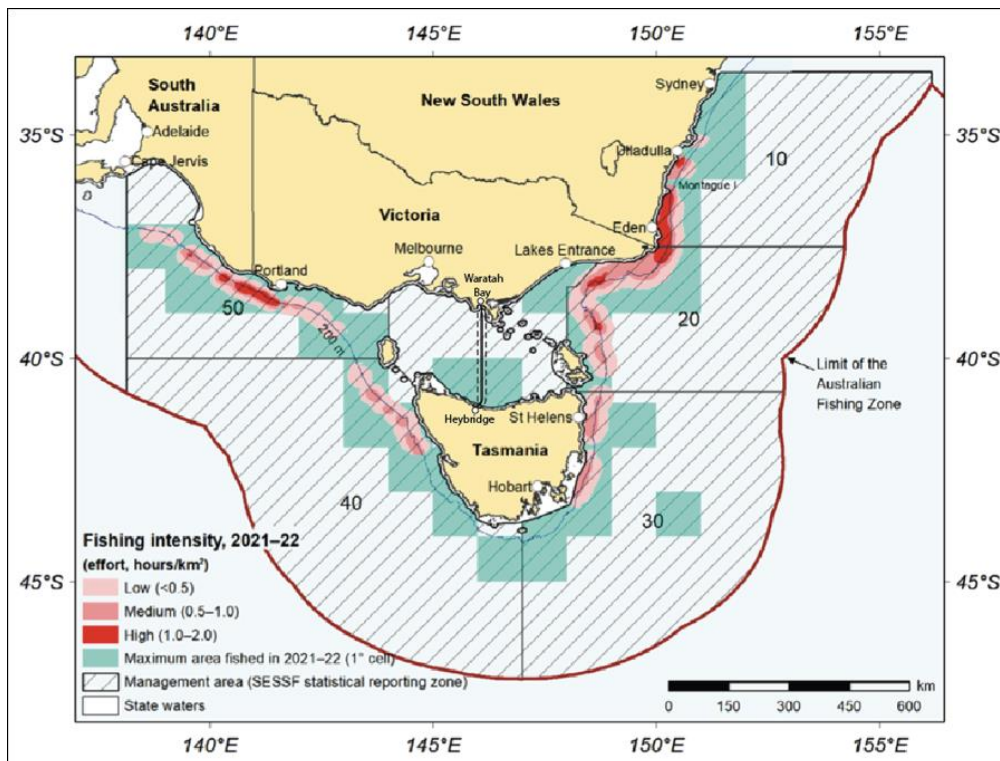 140°E 145°E 150°E 155°E
South
Australia
New South Wales
Sydney
35°S
Adelaide
35°S
Ulladulla
Cape Jervis
10
Montague I
Victoria
Eden
Melbourne
Lakes Entrance
Portland
Waratah
Bay
50
20
200 m
40°S
40°S
Limit of the
Australian
Fishing Zone
Heybridge
St Helens
Tasmania
Hobart
40
30
Fishing intensity, 2021–22
(effort, hours/km²)
45°S
45°S
Low (<0.5)
Medium (0.5–1.0)
High (1.0–2.0)
Maximum area fished in 2021–22 (1° cell)
Management area (SESSF statistical reporting zone)
State waters
km
0 150 300 450 600
140°E 145°E 150°E 155°E